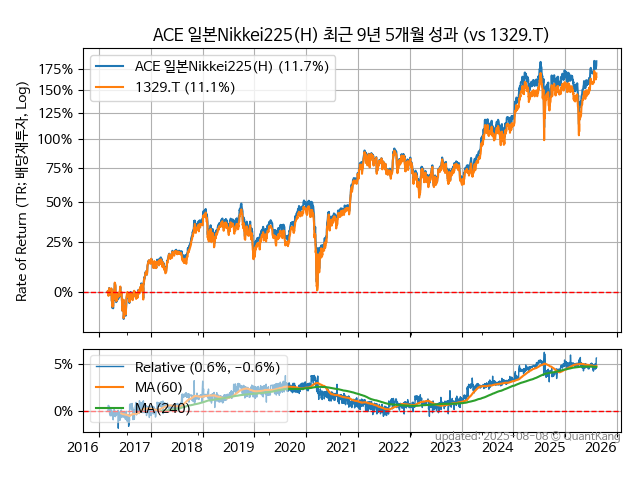 ACE 일본Nikkei225(H) 최근 9년 5개월 성과 (vs 1329.T)
Rate of Return (TR: 배당재투자, Log)
175%
150%
125%
100%
75%
50%
25%
0%
ACE 일본Nikkei225(H) (11.7%)
1329.T (11.1%)
5%
0%
Relative (0.6%, −0.6%)
MA(60)
MA(240)
updated: 2025-08-08 © QuantKang
2016 2017 2018 2019 2020 2021 2022 2023 2024 2025 2026